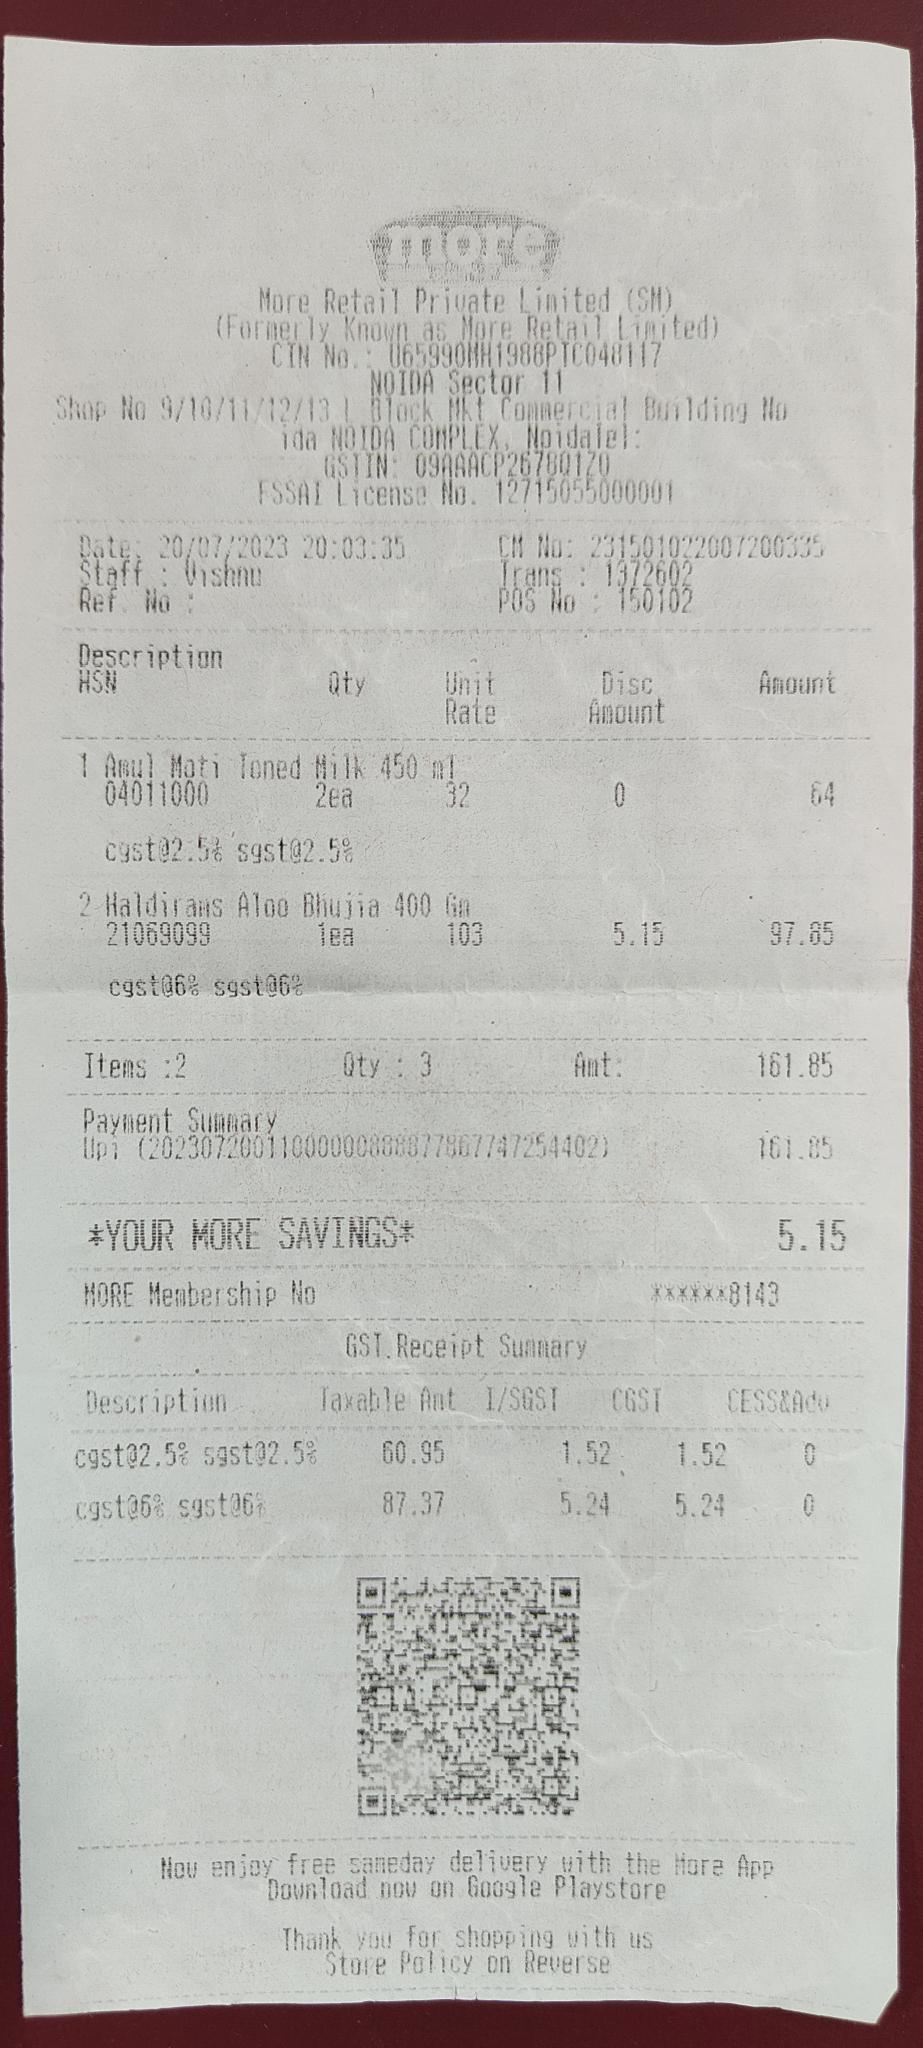 more
More Retail Private Limited (SM)
(Formerly Known as More Retail Limited)
CIN No.: U65990MH1988PTC048117
NOIDA Sector 11
Shop No 9/10/11/12/13 L Block Mkt Commercial Building No
ida NOIDA COMPLEX, Noidalel:
GSTIN: 09AAACP2678Q1ZU
FSSAI License No. 12715055000001
Date: 20/07/2023 20:03:35 CM No: 231501022007200335
Staff : Vishnu Trans : 1372602
Ref. No : POS No : 150102
Description
HSN Qty Unit Disc Amount
Rate Amount
1 Amul Moti Toned Milk 450 ml
04011000 2ea 32 0 64
cgst@2.5% sgst@2.5%
2 Haldirams Aloo Bhujia 400 Gm
21069099 1ea 103 5.15 97.85
cgst@6% sgst@6%
Items :2 Qty : 3 Amt: 161.85
Payment Summary
Upi 161.85
*YOUR MORE SAVINGS* 5.15
MORE Membership No ******8143
GST Receipt Summary
Description Taxable Amt I/SGST CGST CESS&Adv
cgst@2.5% sgst@2.5% 60.95 1.52 1.52 0
cgst@6% sgst@6% 87.37 5.24 5.24 0
Now enjoy free sameday delivery with the More App
Download now on Google Playstore
Thank you for shopping with us
Store Policy on Reverse